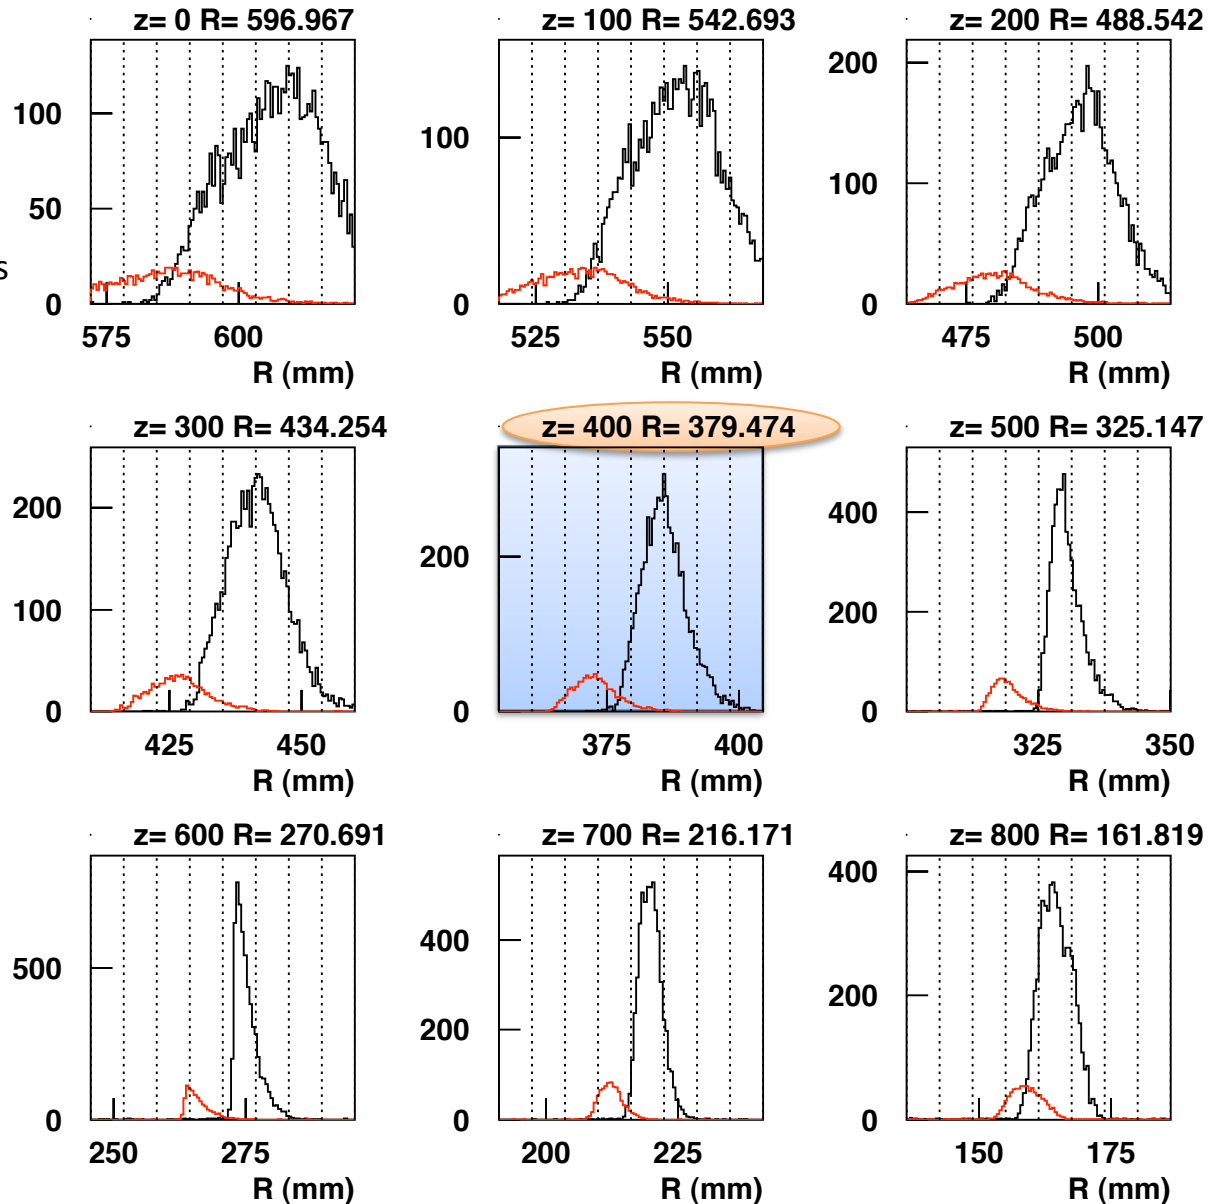 z= 0 R= 596.967
z= 100 R= 542.693
z= 200 R= 488.542
100
50
0
575 600
R (mm)
100
0
525 550
R (mm)
200
100
0
475 500
R (mm)
s
z= 300 R= 434.254
z= 400 R= 379.474
z= 500 R= 325.147
200
100
0
425 450
R (mm)
200
0
375 400
R (mm)
400
200
0
325 350
R (mm)
z= 600 R= 270.691
z= 700 R= 216.171
z= 800 R= 161.819
500
0
250 275
R (mm)
400
200
0
200 225
R (mm)
400
200
0
150 175
R (mm)